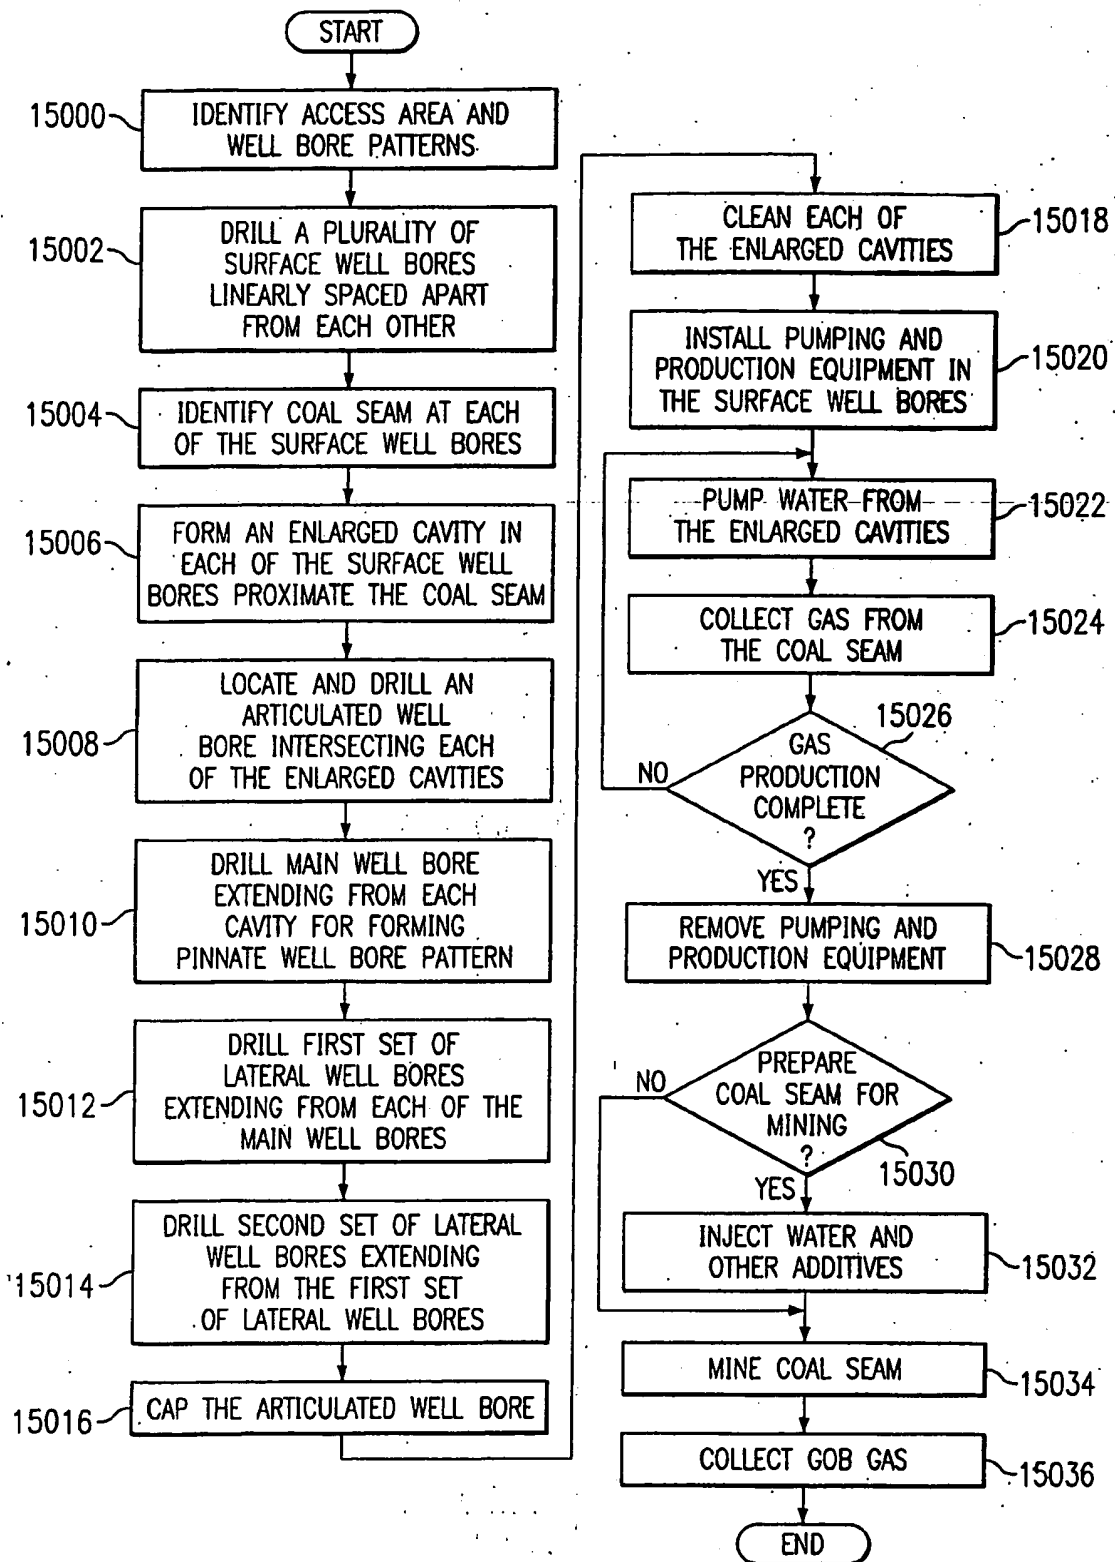 START
15000
IDENTIFY ACCESS AREA AND
WELL BORE PATTERNS
15002
DRILL A PLURALITY OF
SURFACE WELL BORES
LINEARLY SPACED APART
FROM EACH OTHER
15004
IDENTIFY COAL SEAM AT EACH
OF THE SURFACE WELL BORES
15006
FORM AN ENLARGED CAVITY IN
EACH OF THE SURFACE WELL
BORES PROXIMATE THE COAL SEAM
15008
LOCATE AND DRILL AN
ARTICULATED WELL
BORE INTERSECTING EACH
OF THE ENLARGED CAVITIES
15010
DRILL MAIN WELL BORE
EXTENDING FROM EACH
CAVITY FOR FORMING
PINNATE WELL BORE PATTERN
15012
DRILL FIRST SET OF
LATERAL WELL BORES
EXTENDING FROM EACH OF THE
MAIN WELL BORES
15014
DRILL SECOND SET OF LATERAL
WELL BORES EXTENDING
FROM THE FIRST SET
OF LATERAL WELL BORES
15016
CAP THE ARTICULATED WELL BORE
CLEAN EACH OF
THE ENLARGED CAVITIES
15018
INSTALL PUMPING AND
PRODUCTION EQUIPMENT IN
THE SURFACE WELL BORES
15020
PUMP WATER FROM
THE ENLARGED CAVITIES
15022
COLLECT GAS FROM
THE COAL SEAM
15024
15026
GAS
PRODUCTION
COMPLETE
?
NO
YES
REMOVE PUMPING AND
PRODUCTION EQUIPMENT
15028
PREPARE
COAL SEAM FOR
MINING
?
NO
15030
YES
INJECT WATER AND
OTHER ADDITIVES
15032
MINE COAL SEAM
15034
COLLECT GOB GAS
15036
END